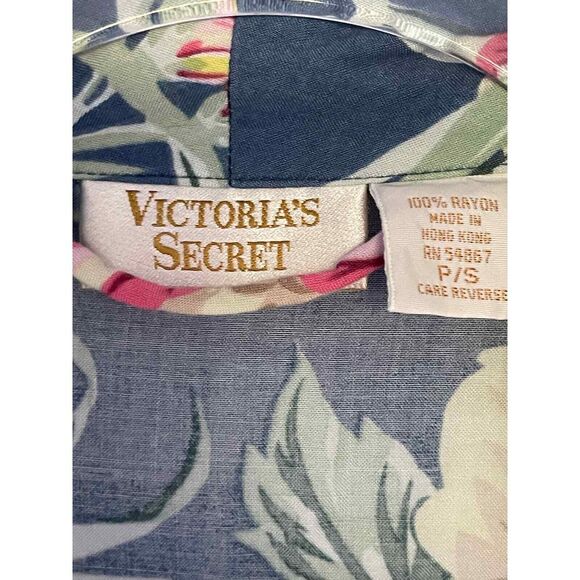 VICTORIA'S
SECRET
100% RAYON
MADE IN
HONG KONG
RN 54867
P/S
CARE REVERSE